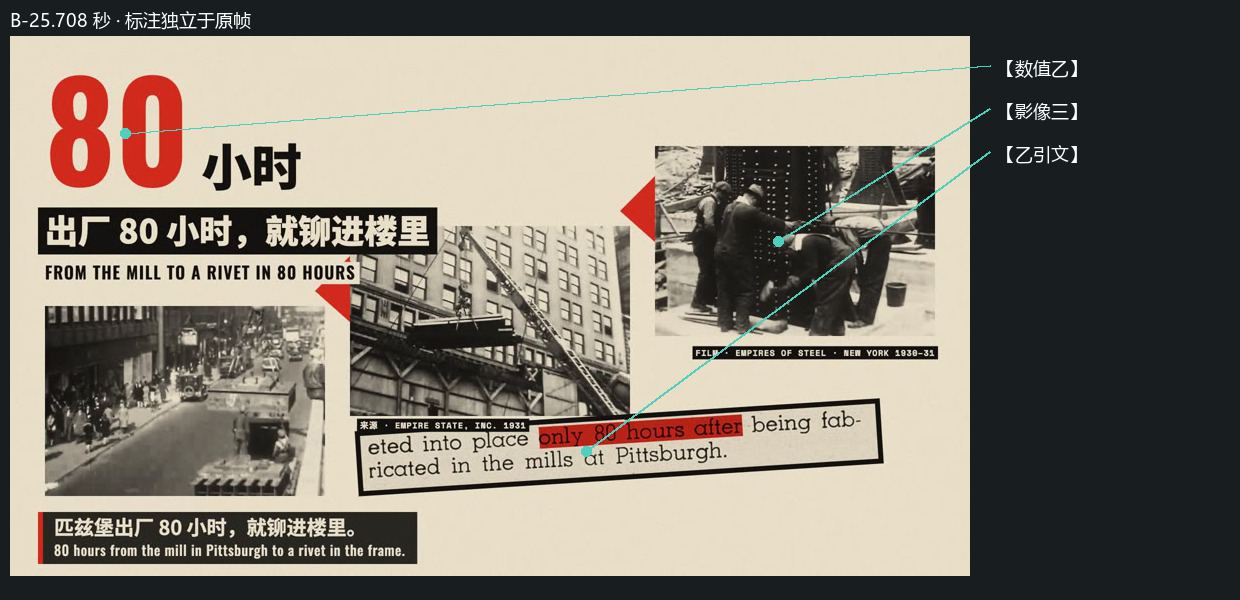 B-25.708 秒 · 标注独立于原帧
【数值乙】
【影像三】
【乙引文】
80 小时
出厂 80 小时，就铆进楼里
FROM THE MILL TO A RIVET IN 80 HOURS
FILM · EMPIRES OF STEEL · NEW YORK 1930-31
来源 · EMPIRE STATE, INC. 1931
eted into place only 80 hours after being fab-
ricated in the mills at Pittsburgh.
匹兹堡出厂 80 小时，就铆进楼里。
80 hours from the mill in Pittsburgh to a rivet in the frame.